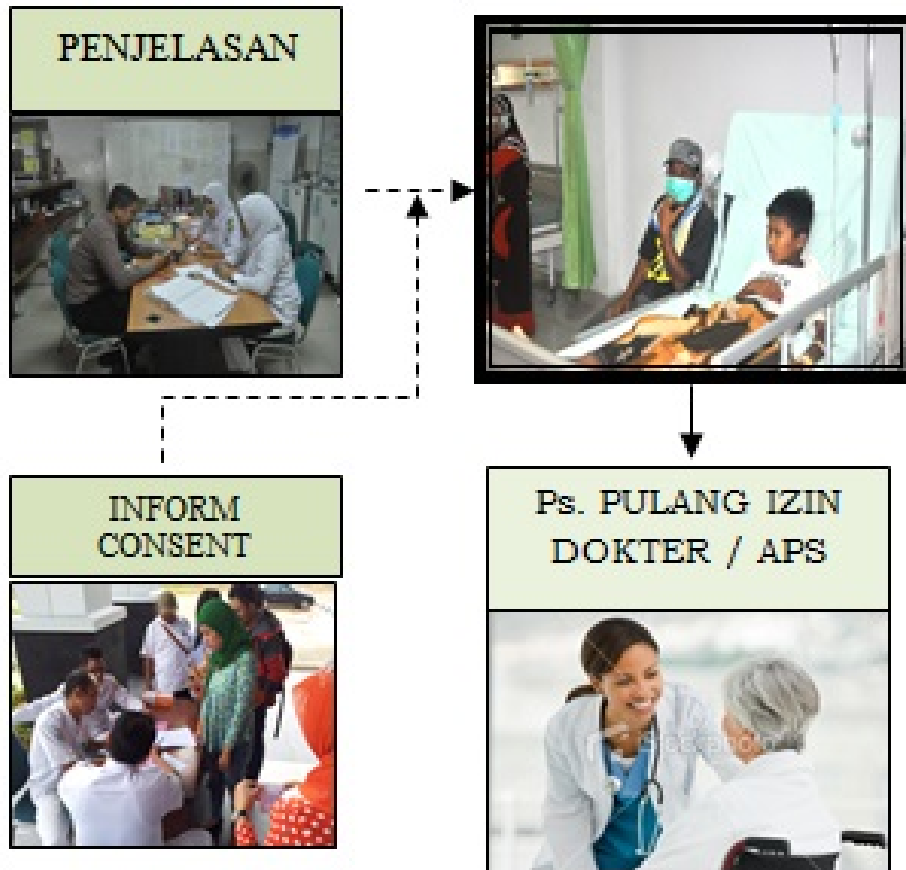 PENJELASAN
INFORM
CONSENT
Ps. PULANG IZIN
DOKTER / APS